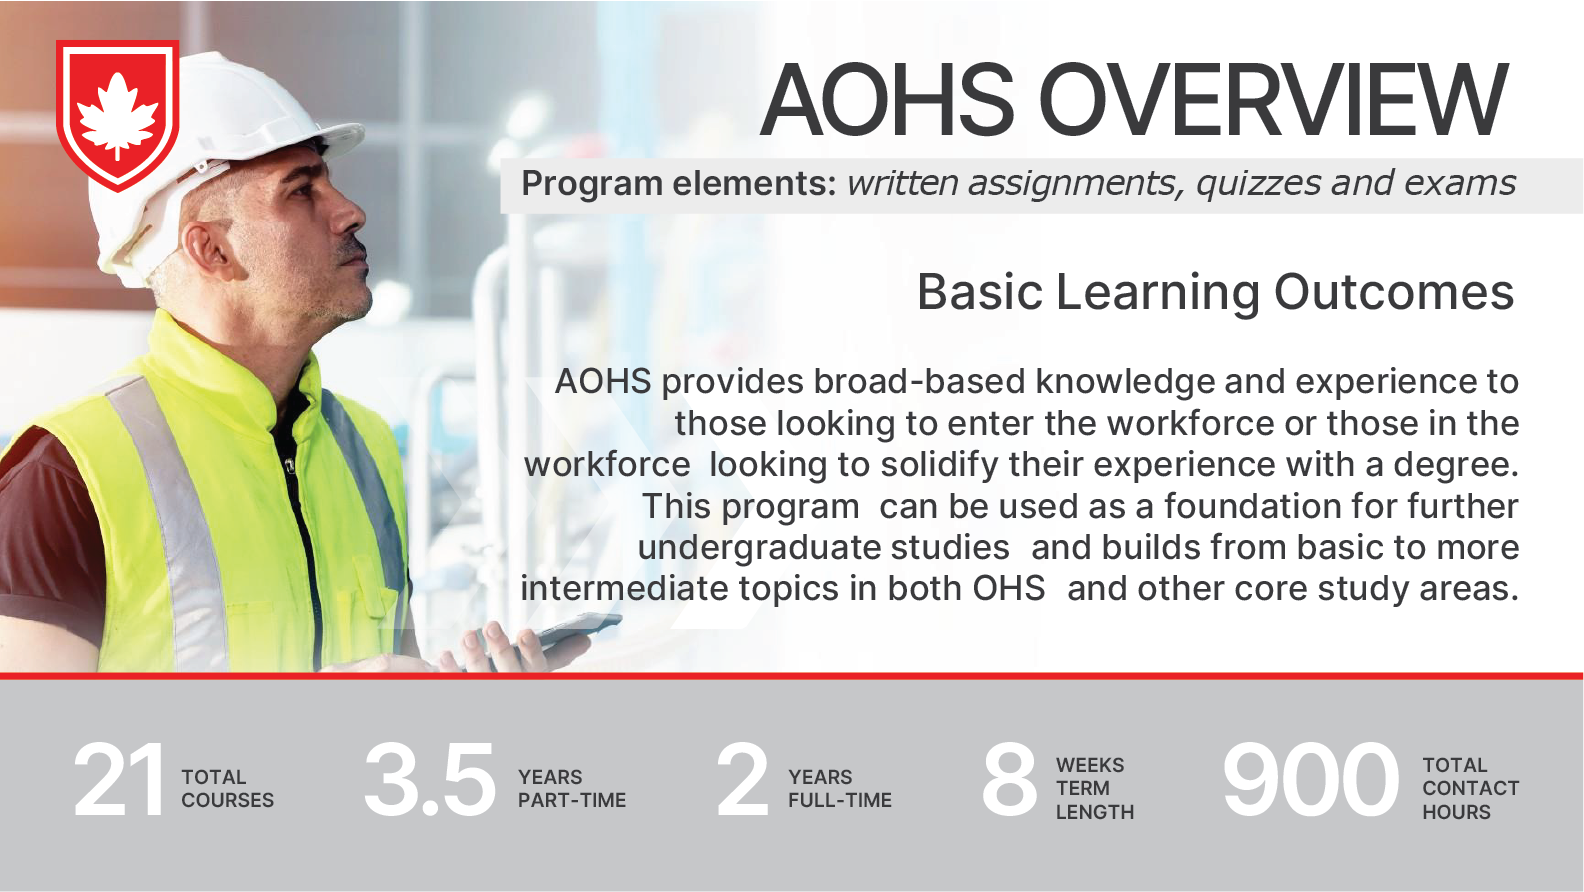 AOHS OVERVIEW
Program elements: written assignments, quizzes and exams
Basic Learning Outcomes
AOHS provides broad-based knowledge and experience to
those looking to enter the workforce or those in the
workforce looking to solidify their experience with a degree.
This program can be used as a foundation for further
undergraduate studies and builds from basic to more
intermediate topics in both OHS and other core study areas.
21 TOTAL
COURSES
3.5 YEARS
PART-TIME
2 YEARS
FULL-TIME
8 WEEKS
TERM
LENGTH
900 TOTAL
CONTACT
HOURS